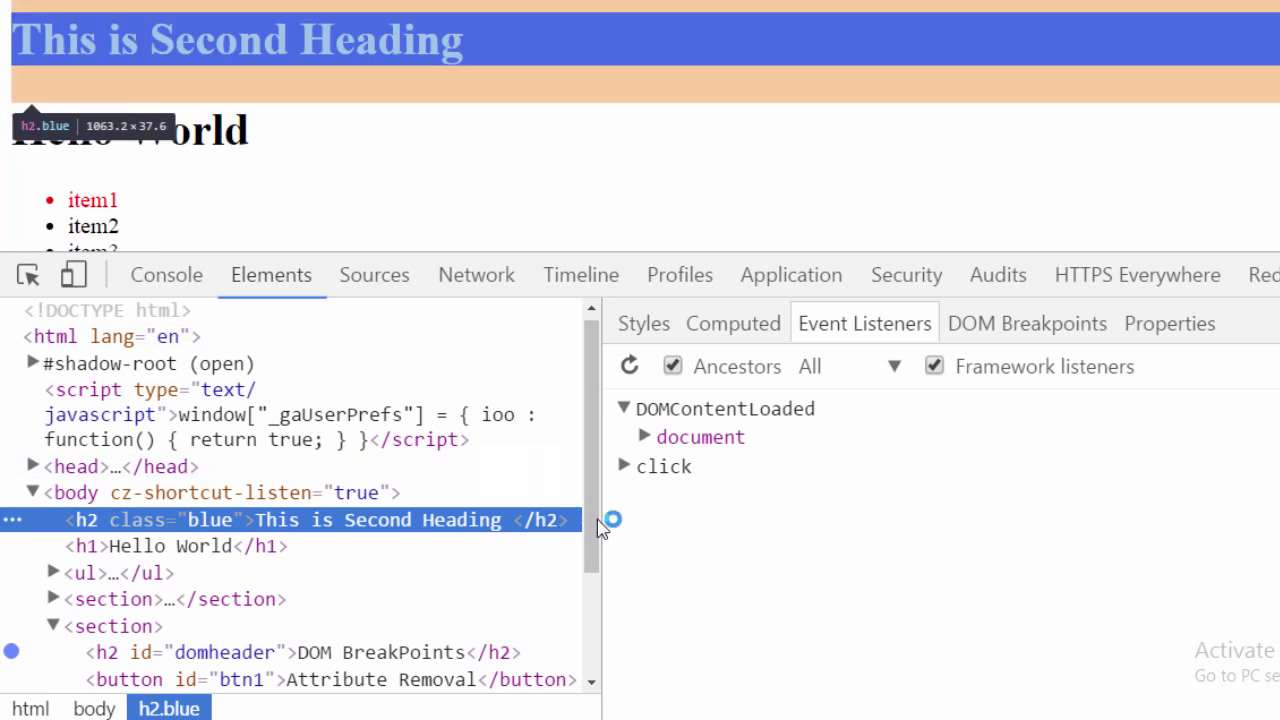 This is Second Heading
h2.blue 1063.2×37.6
Hello World
item1
item2
item3
Console Elements Sources Network Timeline Profiles Application Security Audits HTTPS Everywhere Red
<!DOCTYPE html>
<html lang="en">
#shadow-root (open)
<script type="text/
javascript">window["_gaUserPrefs"] = { ioo :
function() { return true; } }</script>
<head>…</head>
<body cz-shortcut-listen="true">
<h2 class="blue">This is Second Heading </h2>
<h1>Hello World</h1>
<ul>…</ul>
<section>…</section>
<section>
<h2 id="domheader">DOM BreakPoints</h2>
<button id="btn1">Attribute Removal</button>
html body h2.blue
Styles Computed Event Listeners DOM Breakpoints Properties
Ancestors All Framework listeners
DOMContentLoaded
document
click
Activate
Go to PC se